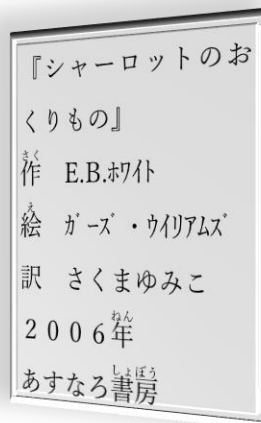 『シャーロットのお
くりもの』
作　E.B.ﾎﾜｲﾄ
絵　ｶﾞｰｽﾞ・ｳｲﾘｱﾑｽﾞ
訳　さくまゆみこ
２００６年
あすなろ書房